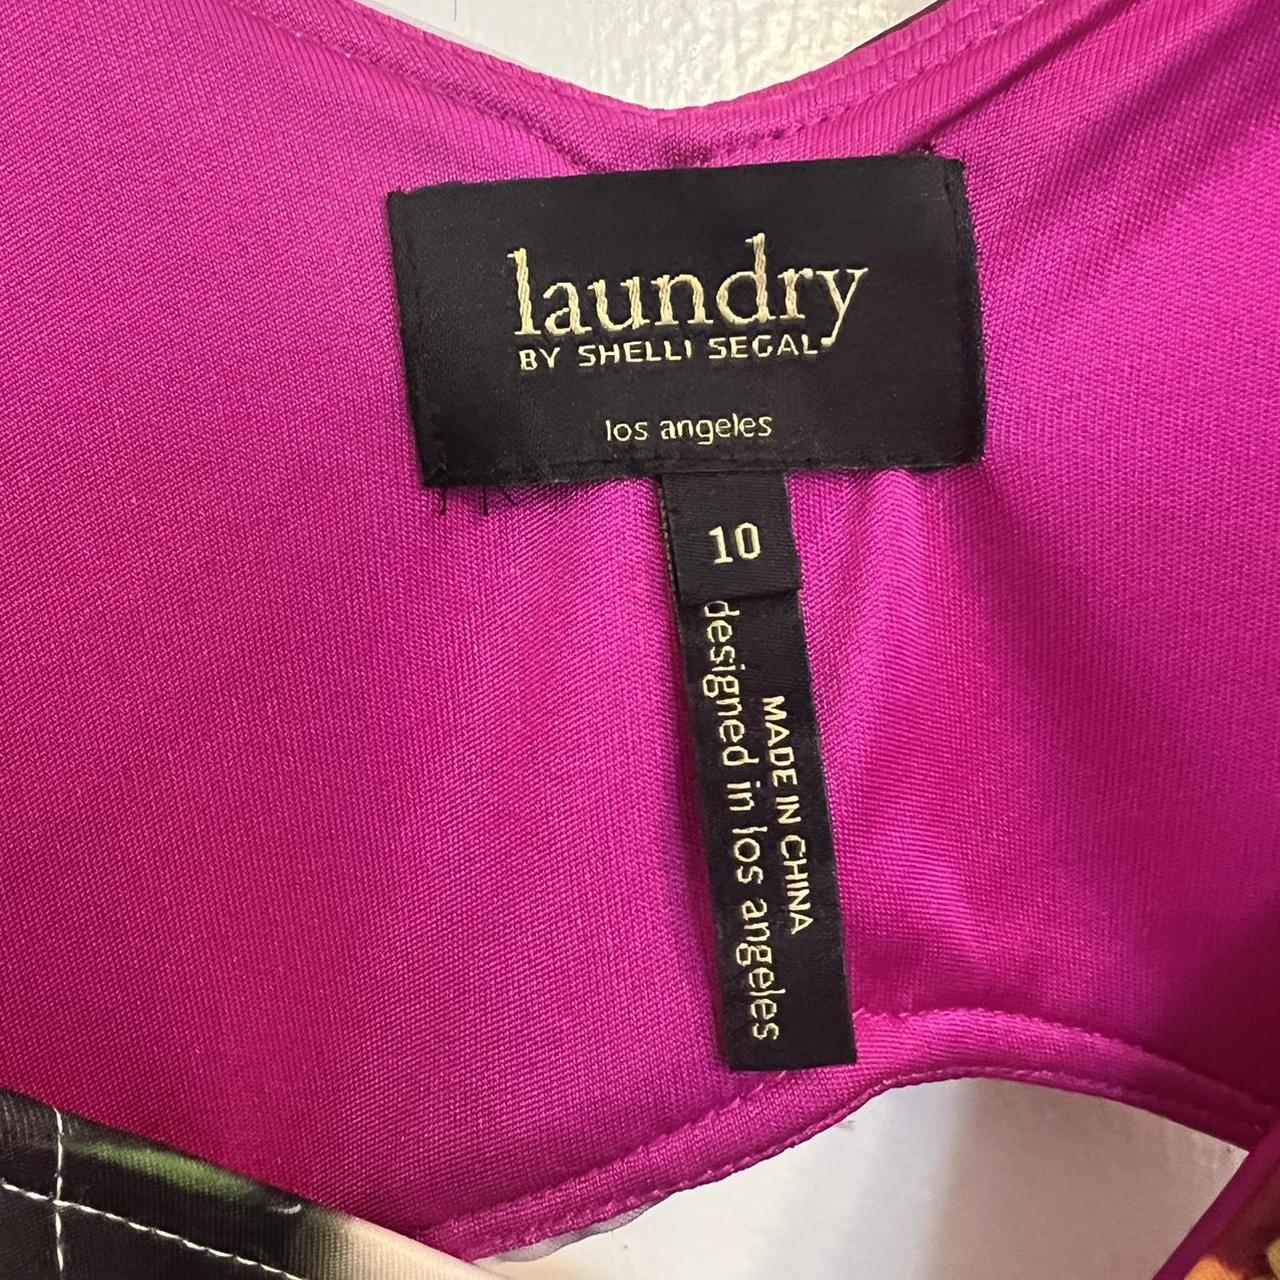 laundry
BY SHELLI SEGAL
los angeles
10
designed in los angeles
MADE IN CHINA